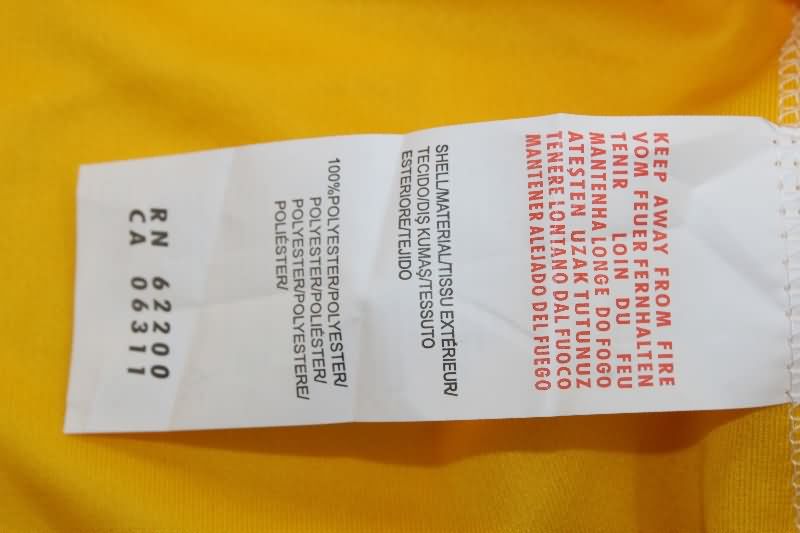 KEEP AWAY FROM FIRE
VOM FEUER FERNHALTEN
TENIR LOIN DU FEU
MANTENHA LONGE DO FOGO
ATEŞTEN UZAK TUTUNUZ
TENERE LONTANO DAL FUOCO
MANTENER ALEJADO DEL FUEGO
SHELL/MATERIAL/TISSU EXTÉRIEUR/
TECIDO/DIŞ KUMAŞ/TESSUTO
ESTERIORE/TEJIDO
100%POLYESTER/POLYESTER/
POLYESTER/POLIÉSTER/
POLYESTER/POLYESTERE/
POLIÉSTER/
RN 62200
CA 06311